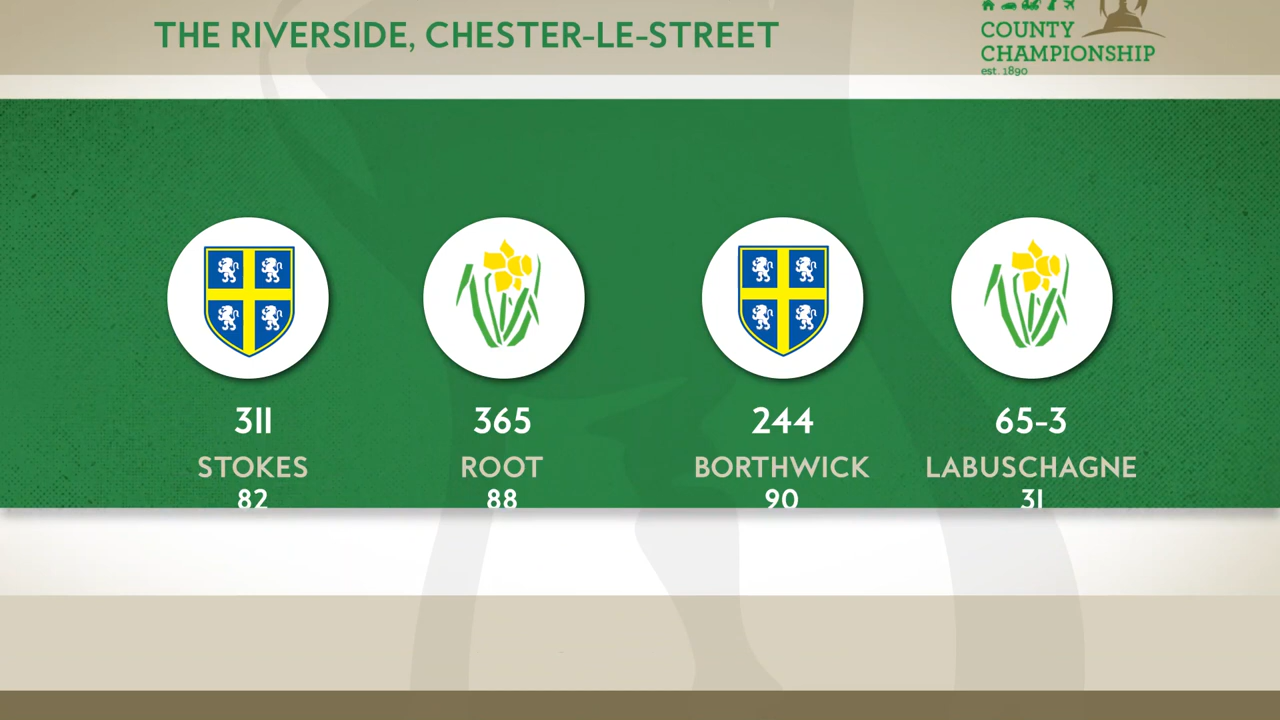 THE RIVERSIDE, CHESTER-LE-STREET
COUNTY
CHAMPIONSHIP
est. 1890
311
STOKES
82
365
ROOT
88
244
BORTHWICK
90
65-3
LABUSCHAGNE
31